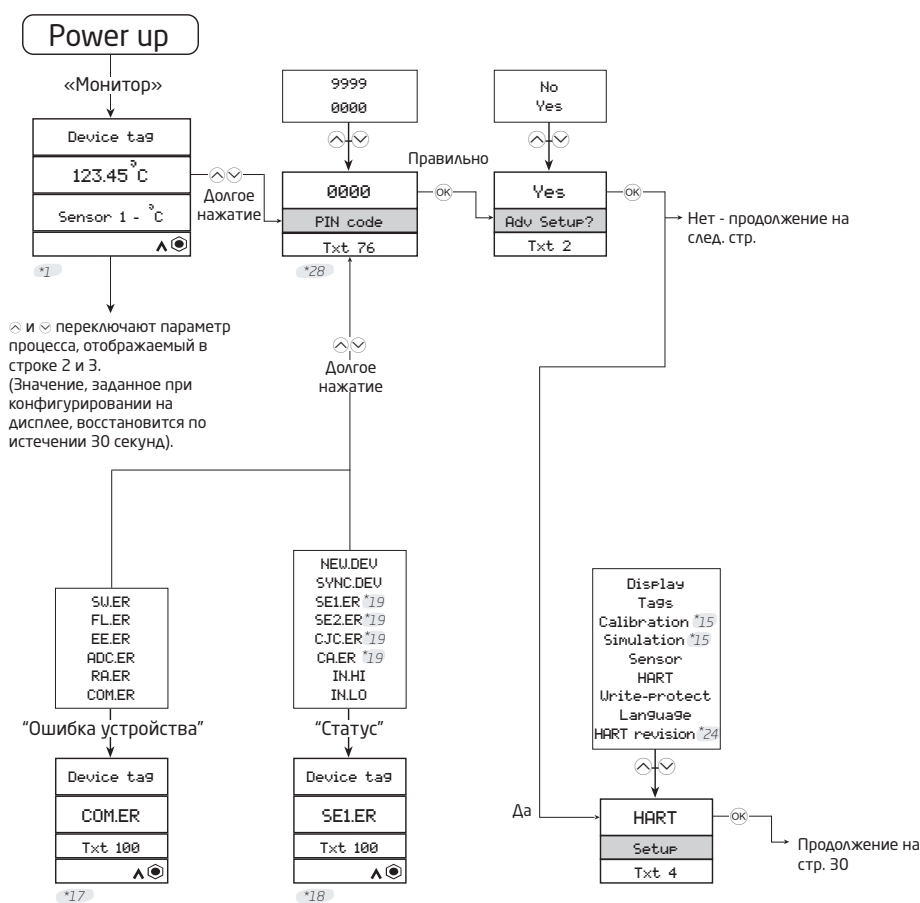 Power up
«Монитор»
Device tag
123.45°C
Sensor 1 - °C
*1
Долгое
нажатие
и переключают параметр
процесса, отображаемый в
строке 2 и 3.
(Значение, заданное при
конфигурировании на
дисплее, восстановится по
истечении 30 секунд).
9999
0000
0000
PIN code
Txt 76
*28
Правильно
OK
No
Yes
Yes
Adv Setup?
Txt 2
OK
Нет - продолжение на
след. стр.
Долгое
нажатие
SW.ER
FL.ER
EE.ER
ADC.ER
RA.ER
COM.ER
"Ошибка устройства"
Device tag
COM.ER
Txt 100
*17
NEW.DEV
SYNC.DEV
SE1.ER *19
SE2.ER *19
CJC.ER *19
CA.ER *19
IN.HI
IN.LO
"Статус"
Device tag
SE1.ER
Txt 100
*18
Display
Tags
Calibration *15
Simulation *15
Sensor
HART
Write-protect
Language
HART revision *24
Да
HART
Setup
Txt 4
OK
Продолжение на
стр. 30